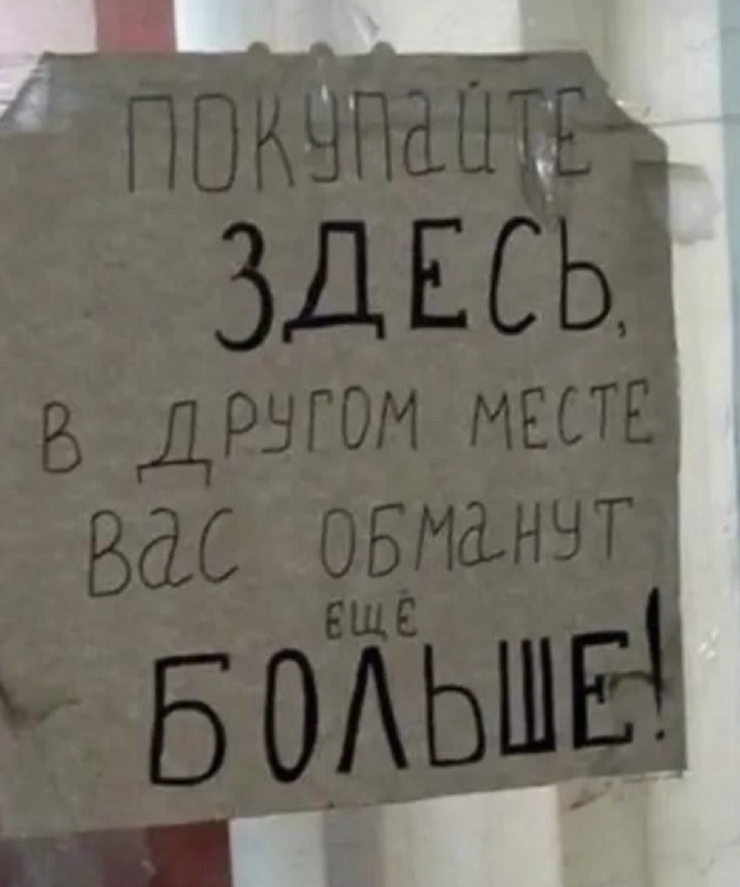 ПОКУПАЙТЕ
ЗДЕСЬ,
В ДРУГОМ МЕСТЕ
ВАС ОБМАНУТ
ЕЩЁ
БОЛЬШЕ!